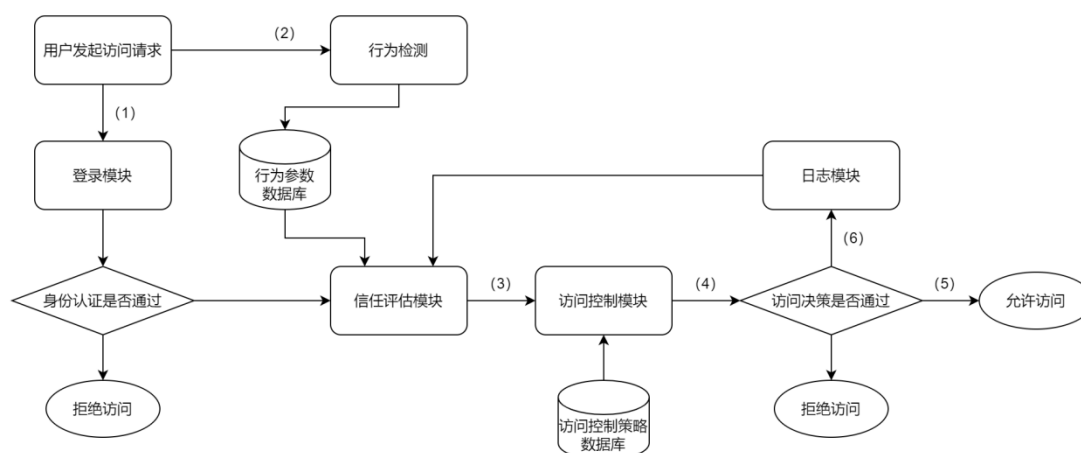 用户发起访问请求
(2)
行为检测
(1)
登录模块
行为参数
数据库
日志模块
(6)
身份认证是否通过
信任评估模块
(3)
访问控制模块
(4)
访问决策是否通过
(5)
允许访问
拒绝访问
访问控制策略
数据库
拒绝访问